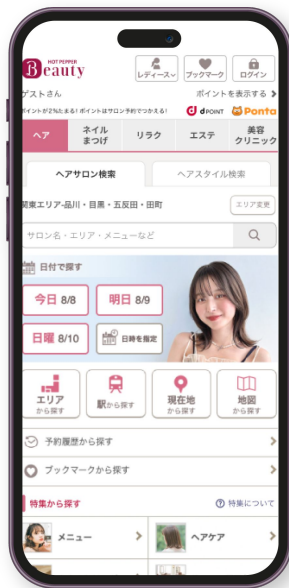 HOT PEPPER
Beauty
レディース
ブックマーク
ログイン
ゲストさん
ポイントを表示する
ポイントが2%たまる!ポイントはサロン予約でつかえる!
d POINT
Ponta
ヘア
ネイル
まつげ
リラク
エステ
美容
クリニック
ヘアサロン検索
ヘアスタイル検索
関東エリア-品川・目黒・五反田・田町
エリア変更
サロン名・エリア・メニューなど
日付で探す
今日 8/8
明日 8/9
日曜 8/10
日時を指定
エリア
から探す
駅から探す
現在地
から探す
地図
から探す
予約履歴から探す
ブックマークから探す
特集から探す
特集について
メニュー
ヘアケア